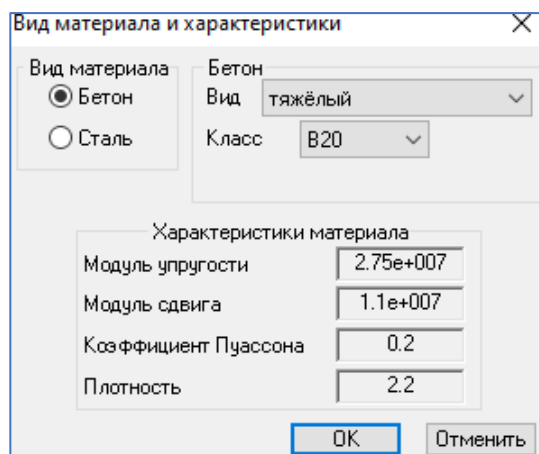 Вид материала и характеристики
Вид материала
Бетон
Сталь
Бетон
Вид тяжёлый
Класс B20
Характеристики материала
Модуль упругости 2.75e+007
Модуль сдвига 1.1e+007
Коэффициент Пуассона 0.2
Плотность 2.2
OK Отменить